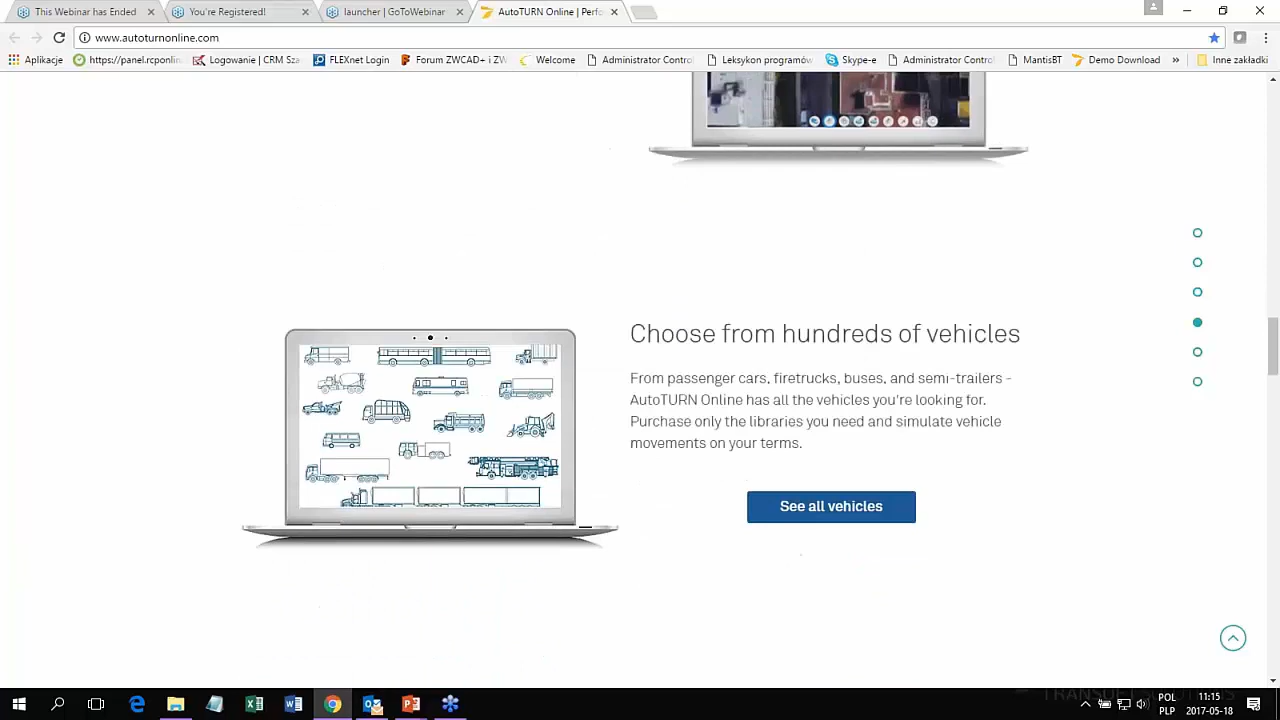 This Webinar has Ended
You're Registered!
launcher | GoToWebinar
AutoTURN Online | Perfo
www.autoturnonline.com
Aplikacje
https://panel.rcponlin
Logowanie | CRM Sza
FLEXnet Login
Forum ZWCAD+ i ZW
Welcome
Administrator Contro
Leksykon programów
Skype-e
Administrator Contro
MantisBT
Demo Download
»
Inne zakładki
Choose from hundreds of vehicles
From passenger cars, firetrucks, buses, and semi-trailers -
AutoTURN Online has all the vehicles you're looking for.
Purchase only the libraries you need and simulate vehicle
movements on your terms.
See all vehicles
POL
PLP
11:15
2017-05-18